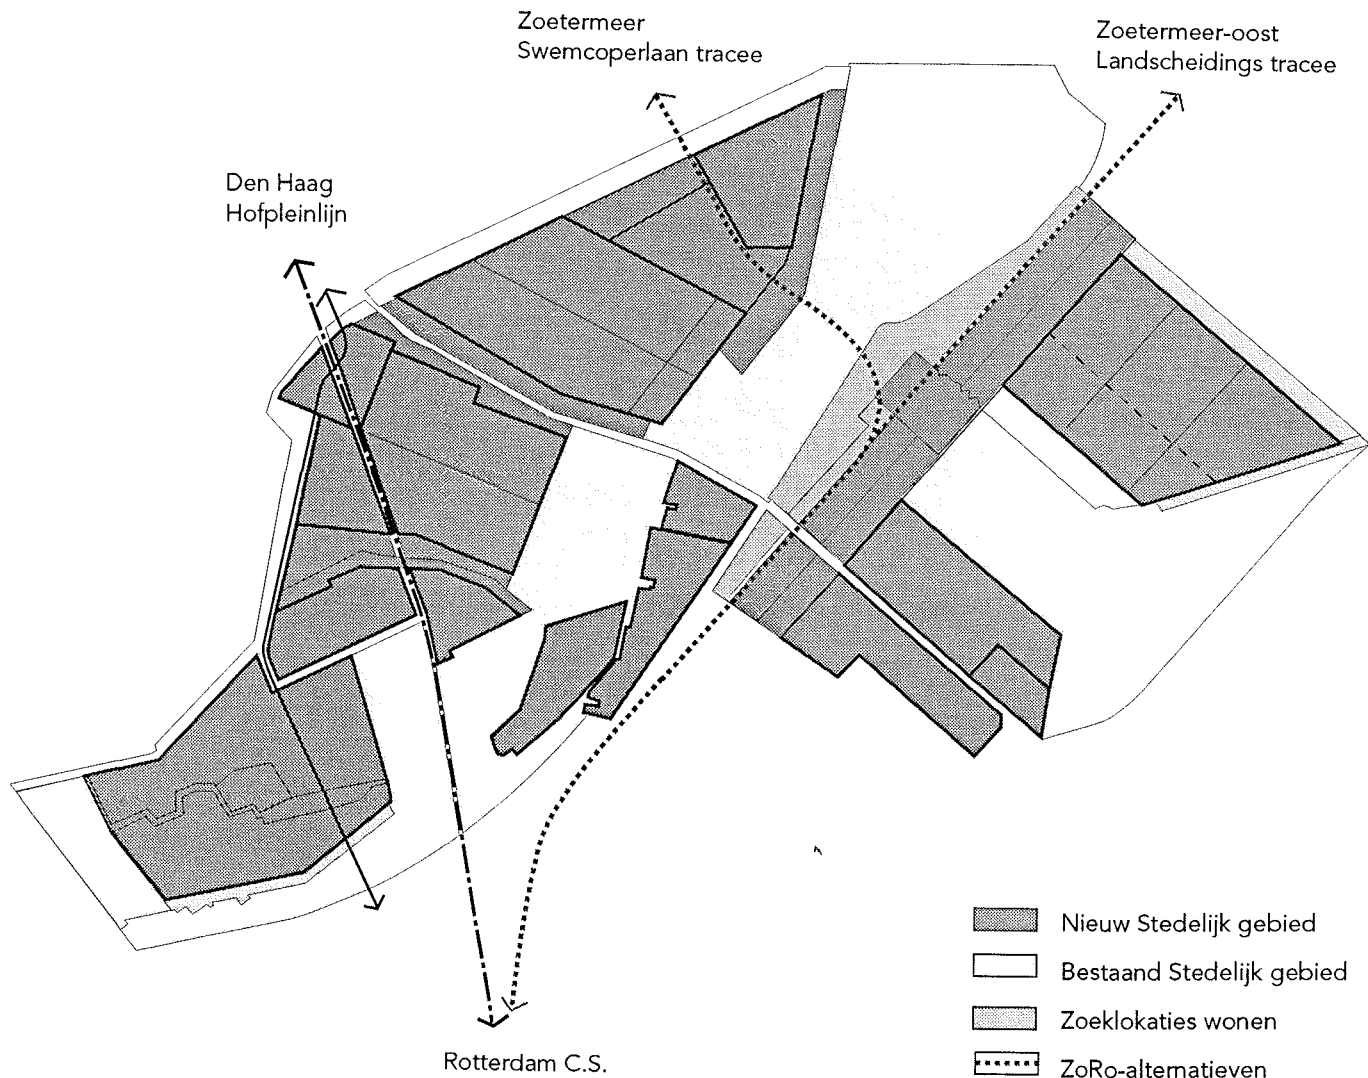 Zoetermeer
Swemcoperlaan tracee
Zoetermeer-oost
Landscheidings tracee
Den Haag
Hofpleinlijn
Nieuw Stedelijk gebied
Bestaand Stedelijk gebied
Zoeklokaties wonen
ZoRo-alternatieven
Rotterdam C.S.